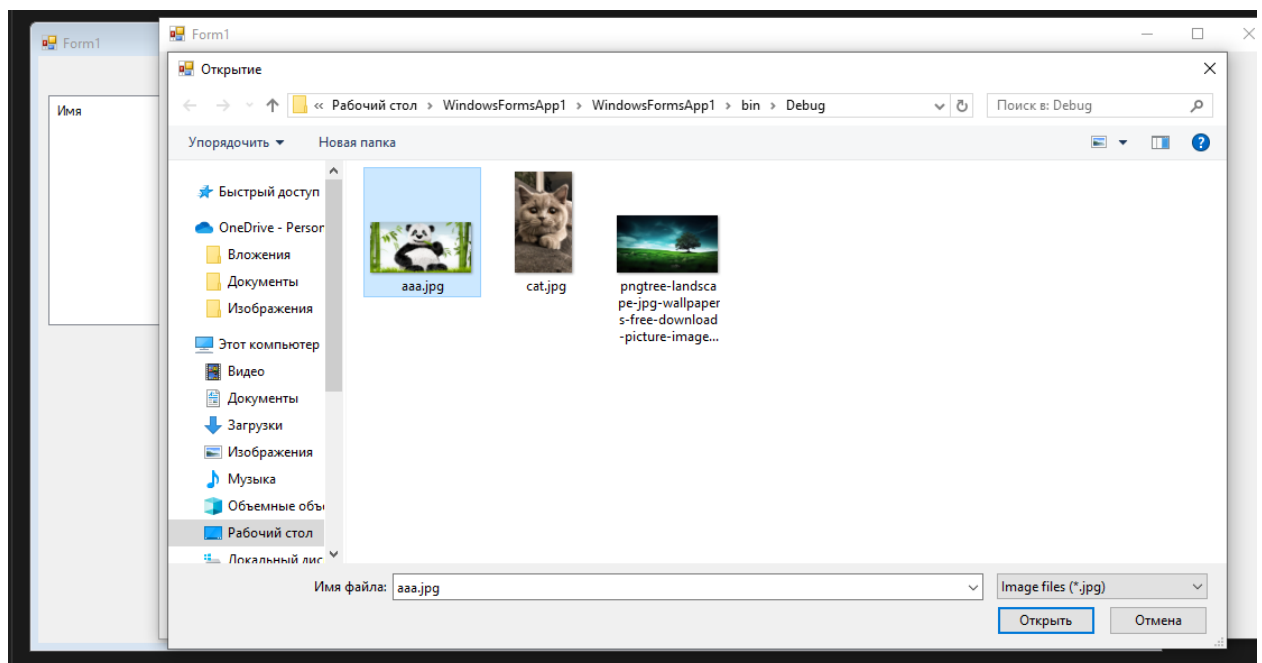 Form1
Form1
Имя
Открытие
« Рабочий стол › WindowsFormsApp1 › WindowsFormsApp1 › bin › Debug
Поиск в: Debug
Упорядочить
Новая папка
Быстрый доступ
OneDrive - Person
Вложения
Документы
Изображения
Этот компьютер
Видео
Документы
Загрузки
Изображения
Музыка
Объемные объ
Рабочий стол
Локальный дис
aaa.jpg
cat.jpg
pngtree-landsca
pe-jpg-wallpaper
s-free-download
-picture-image...
Имя файла:
aaa.jpg
Image files (*.jpg)
Открыть
Отмена